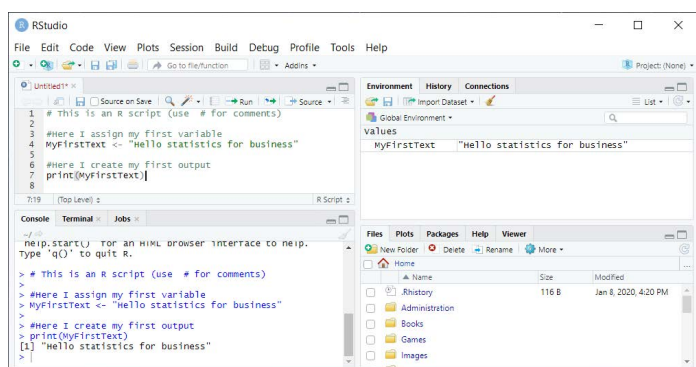 RStudio
File Edit Code View Plots Session Build Debug Profile Tools Help
Go to file/function Addins Project: (None)
Untitled1*
Source on Save Run Source
1 # This is an R script (use # for comments)
2
3 #Here I assign my first variable
4 MyFirstText <- "Hello statistics for business"
5
6 #Here I create my first output
7 print(MyFirstText)
8
7:19 (Top Level) R Script
Console Terminal Jobs
~/
help.start() for an HTML browser interface to help.
Type 'q()' to quit R.
> # This is an R script (use # for comments)
>
> #Here I assign my first variable
> MyFirstText <- "Hello statistics for business"
>
> #Here I create my first output
> print(MyFirstText)
[1] "Hello statistics for business"
>
Environment History Connections
Import Dataset List
Global Environment
values
MyFirstText "Hello statistics for business"
Files Plots Packages Help Viewer
New Folder Delete Rename More
Home
Name Size Modified
.Rhistory 116 B Jan 8, 2020, 4:20 PM
Administration
Books
Games
Images